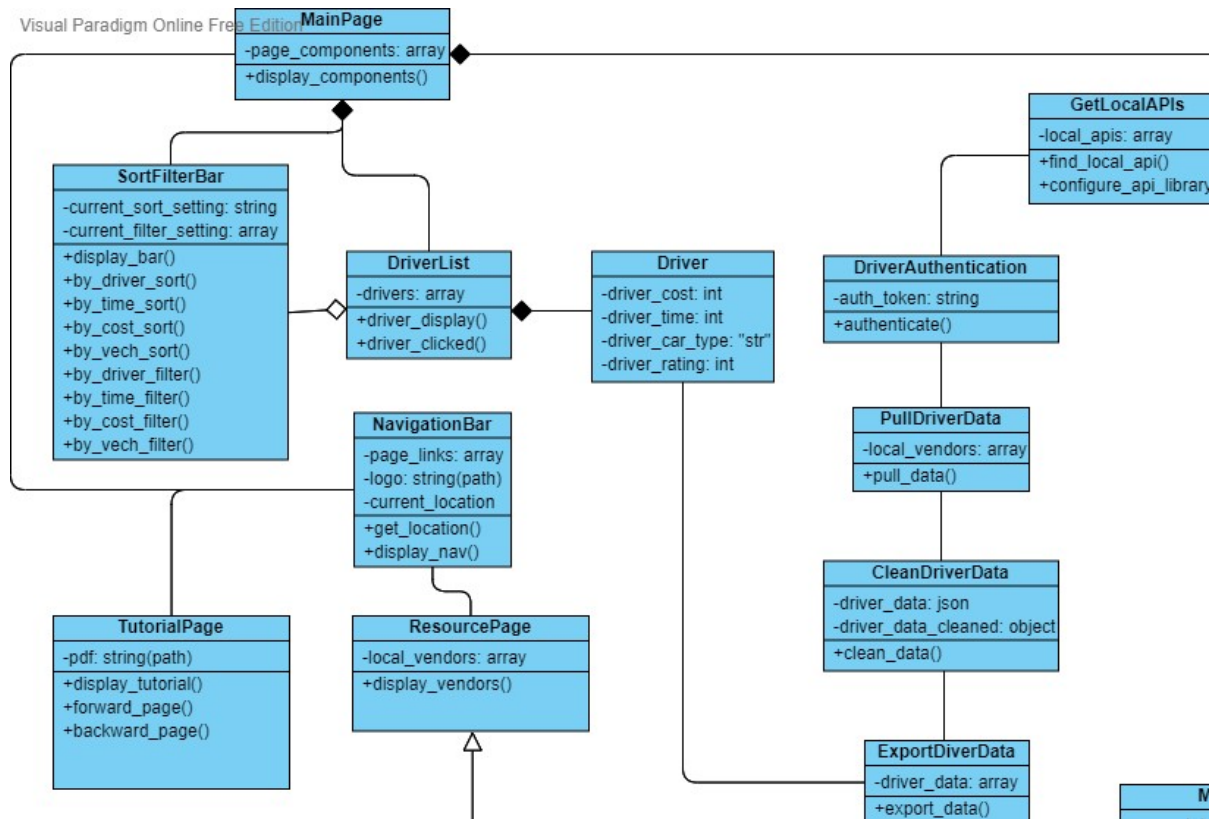 Visual Paradigm Online Free Edition
MainPage
-page_components: array
+display_components()
GetLocalAPIs
-local_apis: array
+find_local_api()
+configure_api_library
SortFilterBar
-current_sort_setting: string
-current_filter_setting: array
+display_bar()
+by_driver_sort()
+by_time_sort()
+by_cost_sort()
+by_vech_sort()
+by_driver_filter()
+by_time_filter()
+by_cost_filter()
+by_vech_filter()
DriverList
-drivers: array
+driver_display()
+driver_clicked()
Driver
-driver_cost: int
-driver_time: int
-driver_car_type: "str"
-driver_rating: int
DriverAuthentication
-auth_token: string
+authenticate()
NavigationBar
-page_links: array
-logo: string(path)
-current_location
+get_location()
+display_nav()
PullDriverData
-local_vendors: array
+pull_data()
CleanDriverData
-driver_data: json
-driver_data_cleaned: object
+clean_data()
TutorialPage
-pdf: string(path)
+display_tutorial()
+forward_page()
+backward_page()
ResourcePage
-local_vendors: array
+display_vendors()
ExportDiverData
-driver_data: array
+export_data()